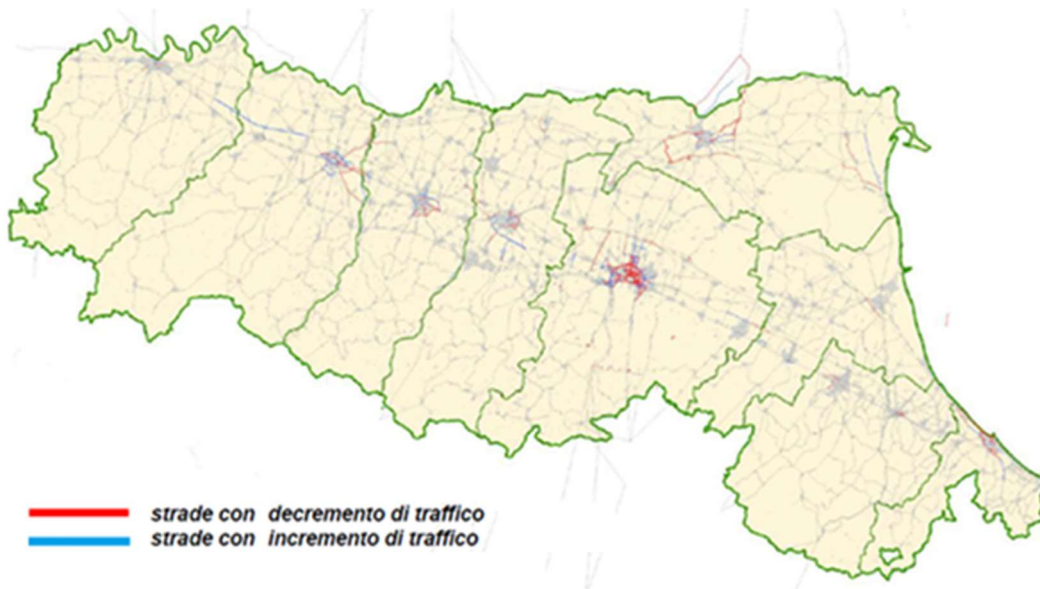 strade con decremento di traffico
strade con incremento di traffico